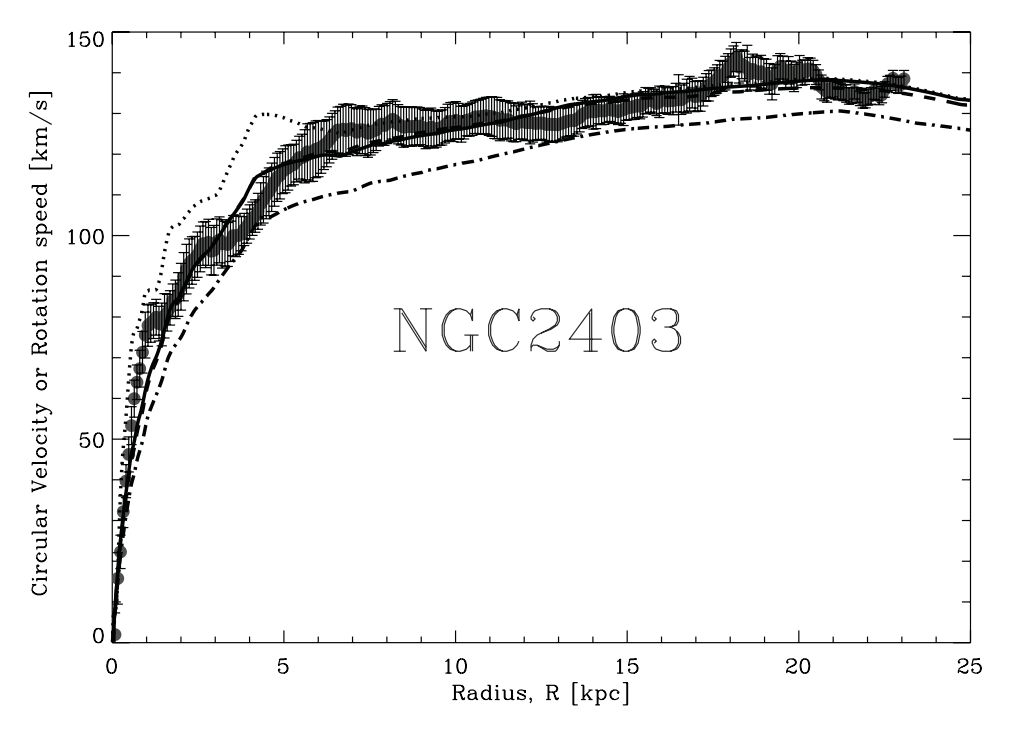 150
100
50
0
Circular Velocity or Rotation speed [km/s]
NGC2403
0 5 10 15 20 25
Radius, R [kpc]